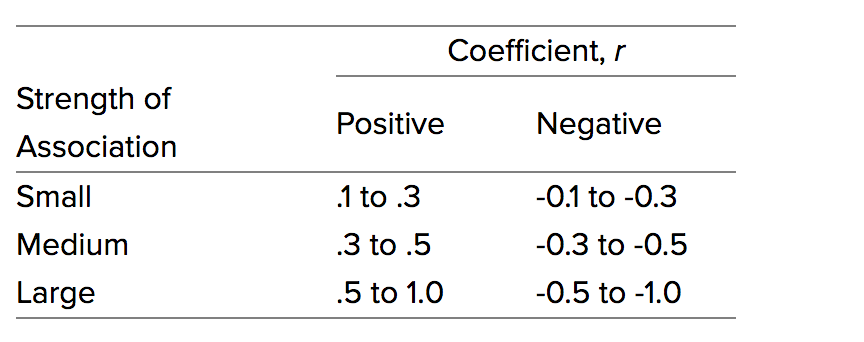 Coefficient, r
Strength of
Association
Positive
Negative
Small
.1 to .3
-0.1 to -0.3
Medium
.3 to .5
-0.3 to -0.5
Large
.5 to 1.0
-0.5 to -1.0